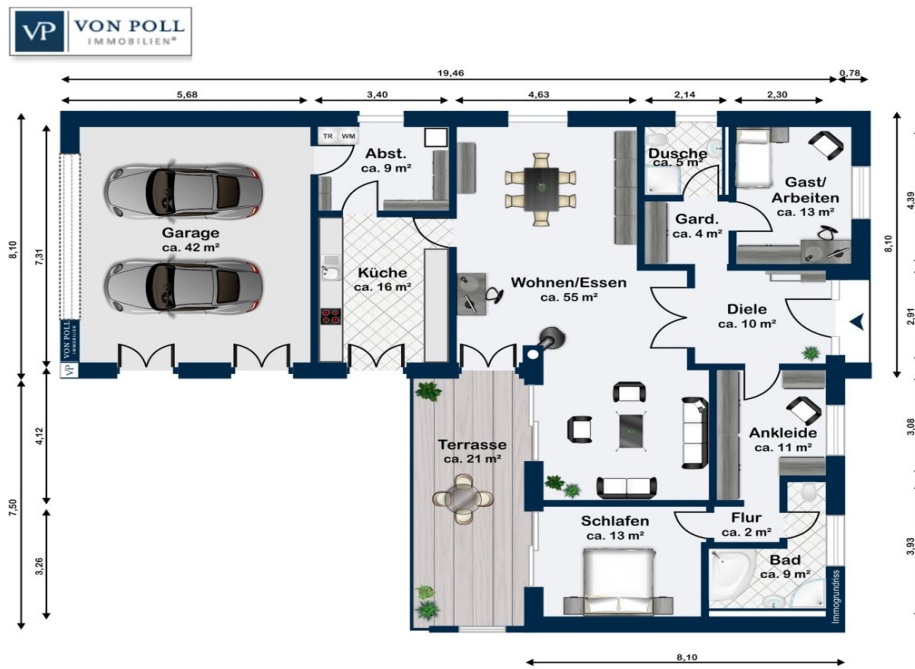 VP VON POLL
IMMOBILIEN®
19,46
0,78
5,68
3,40
4,63
2,14
2,30
8,10
7,31
4,39
8,10
2,91
4,12
7,50
3,26
3,08
3,93
8,10
TR WM
Abst.
ca. 9 m²
Dusche
ca. 5 m²
Gast/
Arbeiten
ca. 13 m²
Garage
ca. 42 m²
Gard.
ca. 4 m²
Küche
ca. 16 m²
Wohnen/Essen
ca. 55 m²
Diele
ca. 10 m²
VON POLL
IMMOBILIEN
VP
Terrasse
ca. 21 m²
Ankleide
ca. 11 m²
Schlafen
ca. 13 m²
Flur
ca. 2 m²
Bad
ca. 9 m²
Immogrundriss